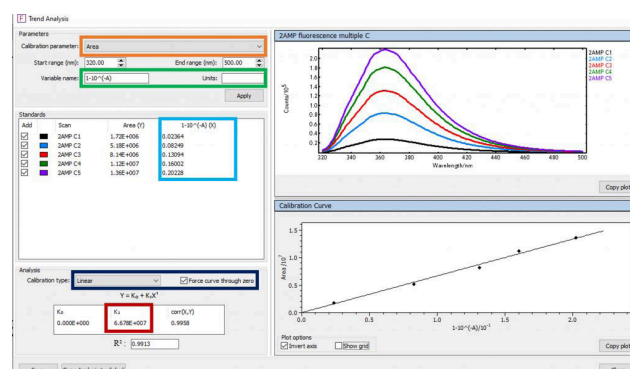 Trend Analysis
Parameters
Calibration parameter: Area
Start range (nm): 320.00 End range (nm): 500.00
Variable name: 1-10^(-A) Units:
Apply
Standards
Add Scan Area (Y) 1-10^(-A) (X)
2AMP C1 1.72E+006 0.02364
2AMP C2 5.18E+006 0.08249
2AMP C3 8.14E+006 0.13094
2AMP C4 1.12E+007 0.16002
2AMP C5 1.36E+007 0.20228
Analysis
Calibration type: Linear Force curve through zero
Y = K₀ + K₁X¹
K₀ K₁ corr(X,Y)
0.000E+000 6.678E+007 0.9958
R² : 0.9913
2AMP fluorescence multiple C
2AMP C1
2AMP C2
2AMP C3
2AMP C4
2AMP C5
Counts/10⁵
2.0
1.8
1.6
1.4
1.2
1.0
0.8
0.6
0.4
0.2
320 340 360 380 400 420 440 460 480 500
Wavelength/nm
Copy plot
Calibration Curve
Area /10⁷
1.5
1.0
0.5
0.0
0.0 0.5 1.0 1.5 2.0
1-10^(-A)/10⁻¹
Plot options
Invert axis Show grid
Copy plot